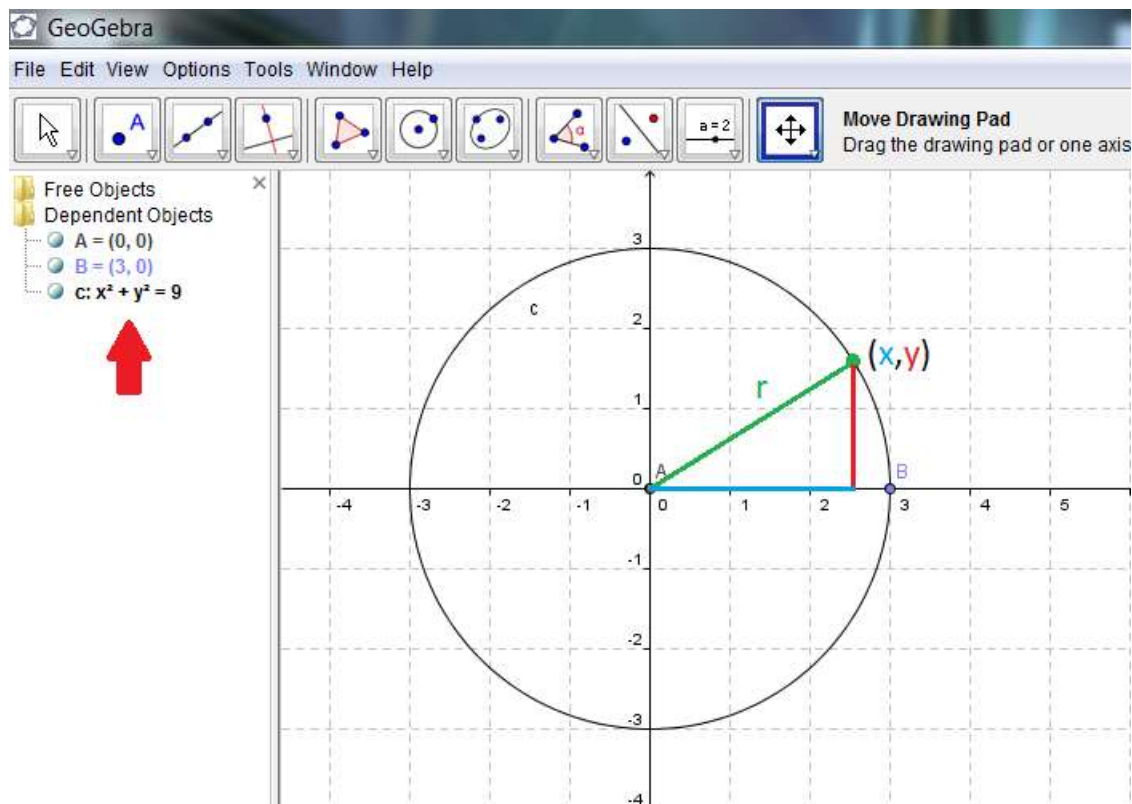 GeoGebra
File Edit View Options Tools Window Help
A
α
a = 2
Move Drawing Pad
Drag the drawing pad or one axis
Free Objects
Dependent Objects
A = (0, 0)
B = (3, 0)
c: x² + y² = 9
3
c
2
(x,y)
r
1
A
B
0
-4 -3 -2 -1 0 1 2 3 4 5
-1
-2
-3
-4